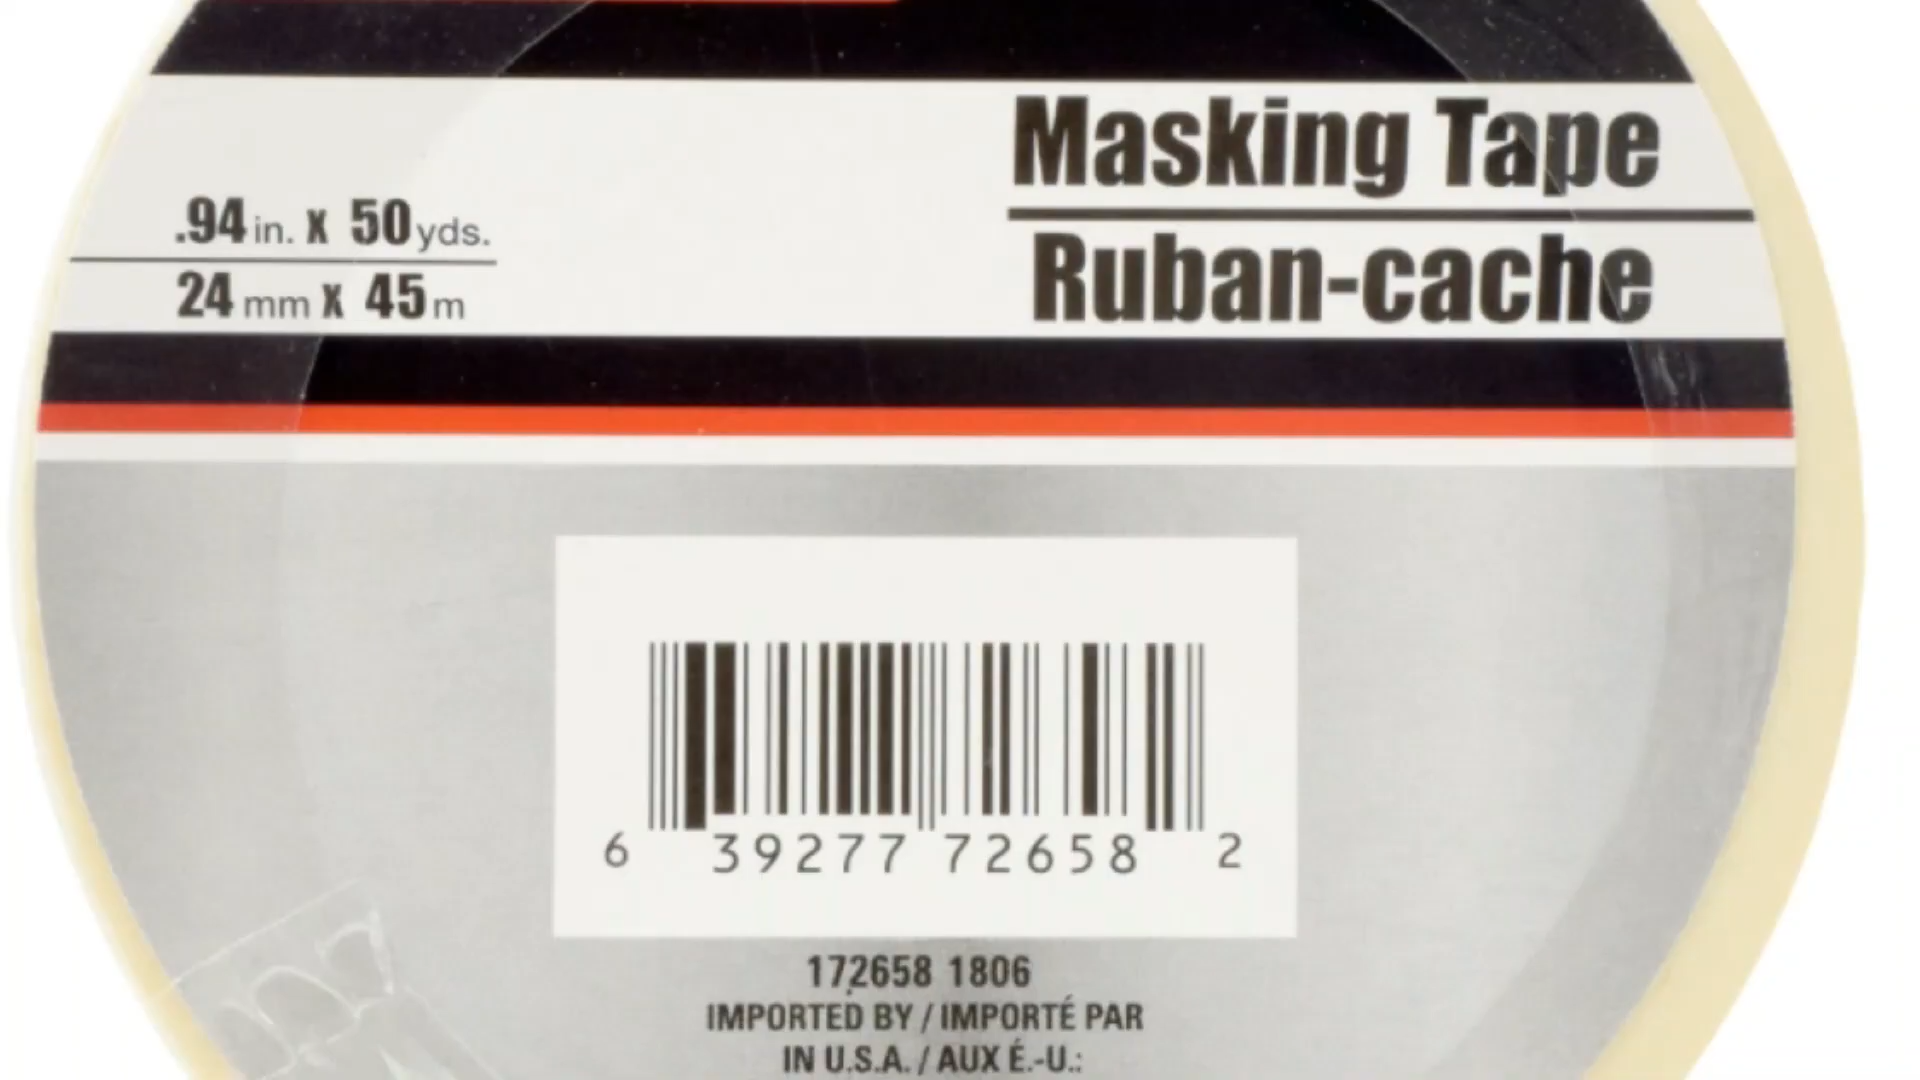 Masking Tape
Ruban-cache
.94 in. x 50 yds.
24 mm x 45 m
6 39277 72658 2
172658 1806
IMPORTED BY / IMPORTÉ PAR
IN U.S.A. / AUX É.-U.: